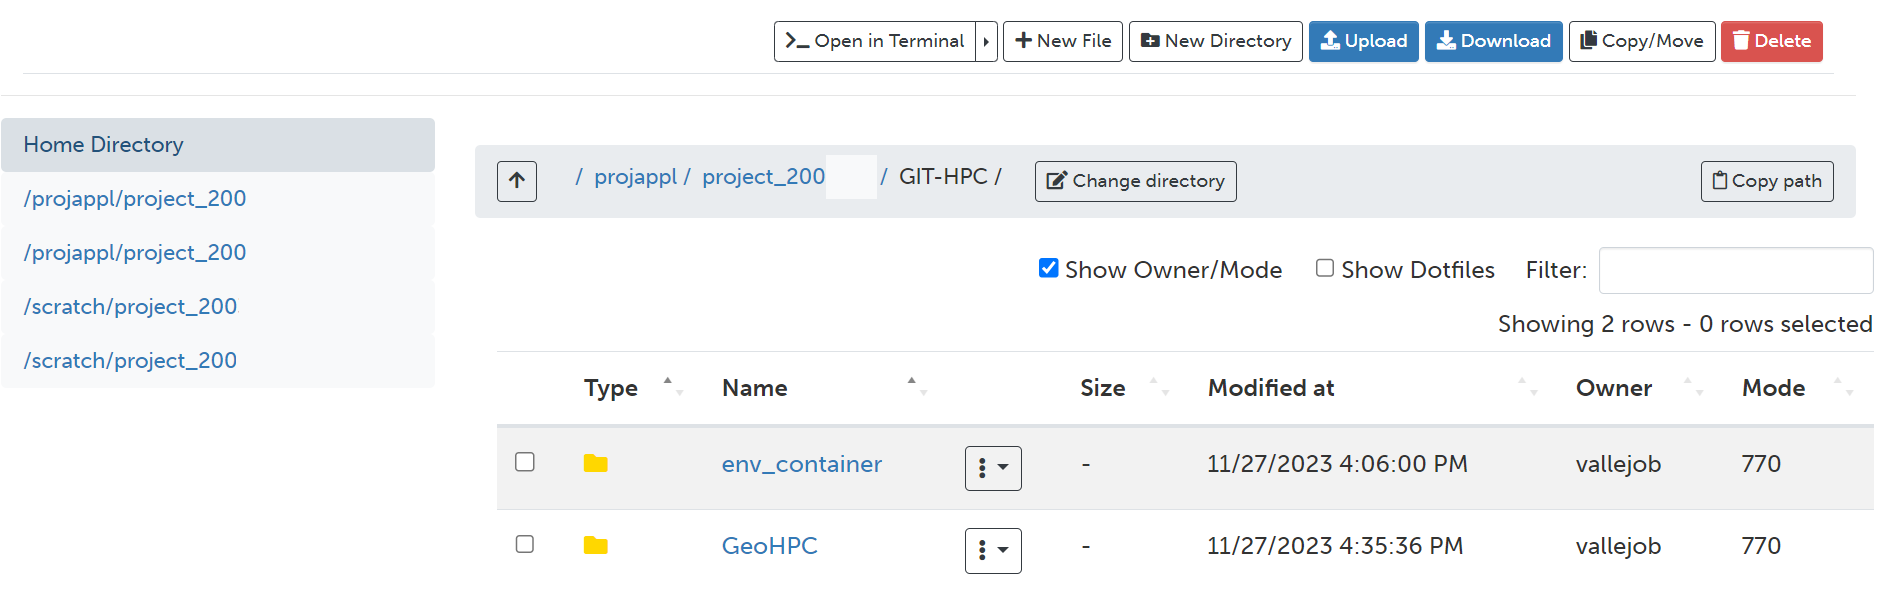 Open in Terminal New File New Directory Upload Download Copy/Move Delete
Home Directory
/projappl/project_200
/projappl/project_200
/scratch/project_200
/scratch/project_200
/ projappl / project_200 / GIT-HPC / Change directory Copy path
Show Owner/Mode Show Dotfiles Filter:
Showing 2 rows - 0 rows selected
Type Name Size Modified at Owner Mode
env_container - 11/27/2023 4:06:00 PM vallejob 770
GeoHPC - 11/27/2023 4:35:36 PM vallejob 770